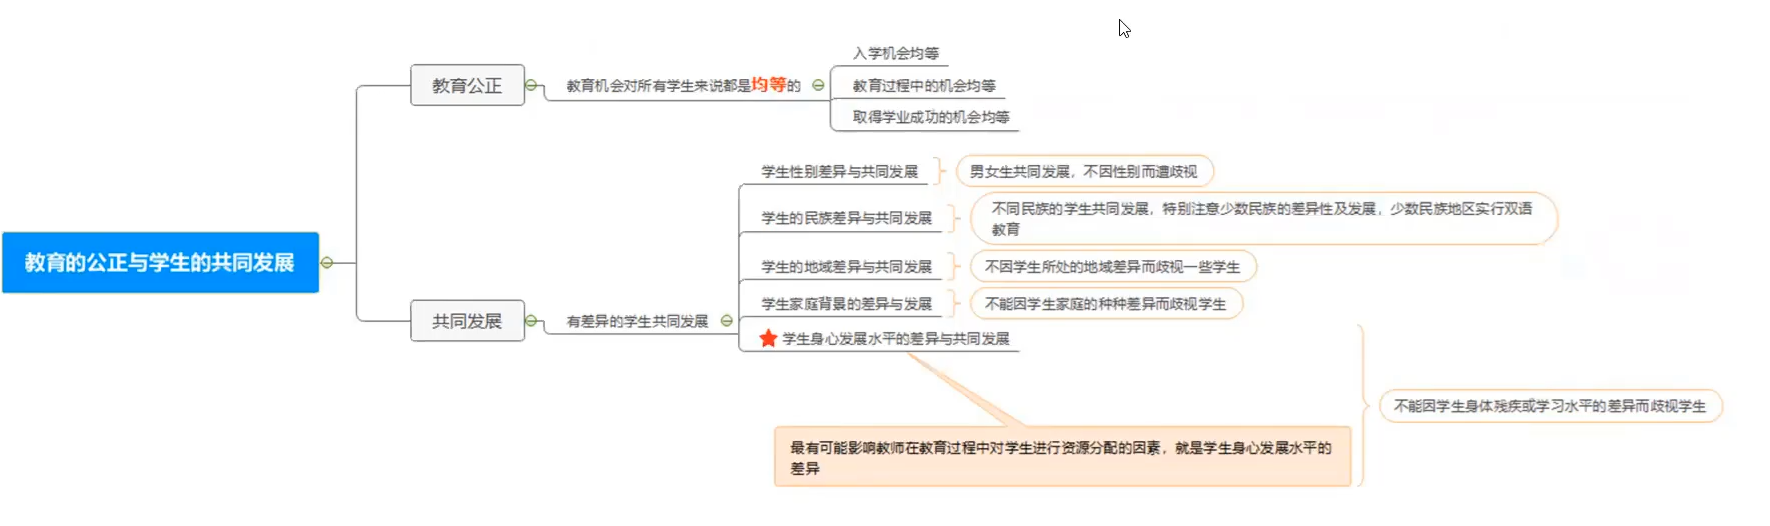 教育的公正与学生的共同发展
教育公正
教育机会对所有学生来说都是均等的
入学机会均等
教育过程中的机会均等
取得学业成功的机会均等
共同发展
有差异的学生共同发展
学生性别差异与共同发展
男女生共同发展，不因性别而遭歧视
学生的民族差异与共同发展
不同民族的学生共同发展，特别注意少数民族的差异性及发展，少数民族地区实行双语
教育
学生的地域差异与共同发展
不因学生所处的地域差异而歧视一些学生
学生家庭背景的差异与发展
不能因学生家庭的种种差异而歧视学生
学生身心发展水平的差异与共同发展
最有可能影响教师在教育过程中对学生进行资源分配的因素，就是学生身心发展水平的
差异
不能因学生身体残疾或学习水平的差异而歧视学生